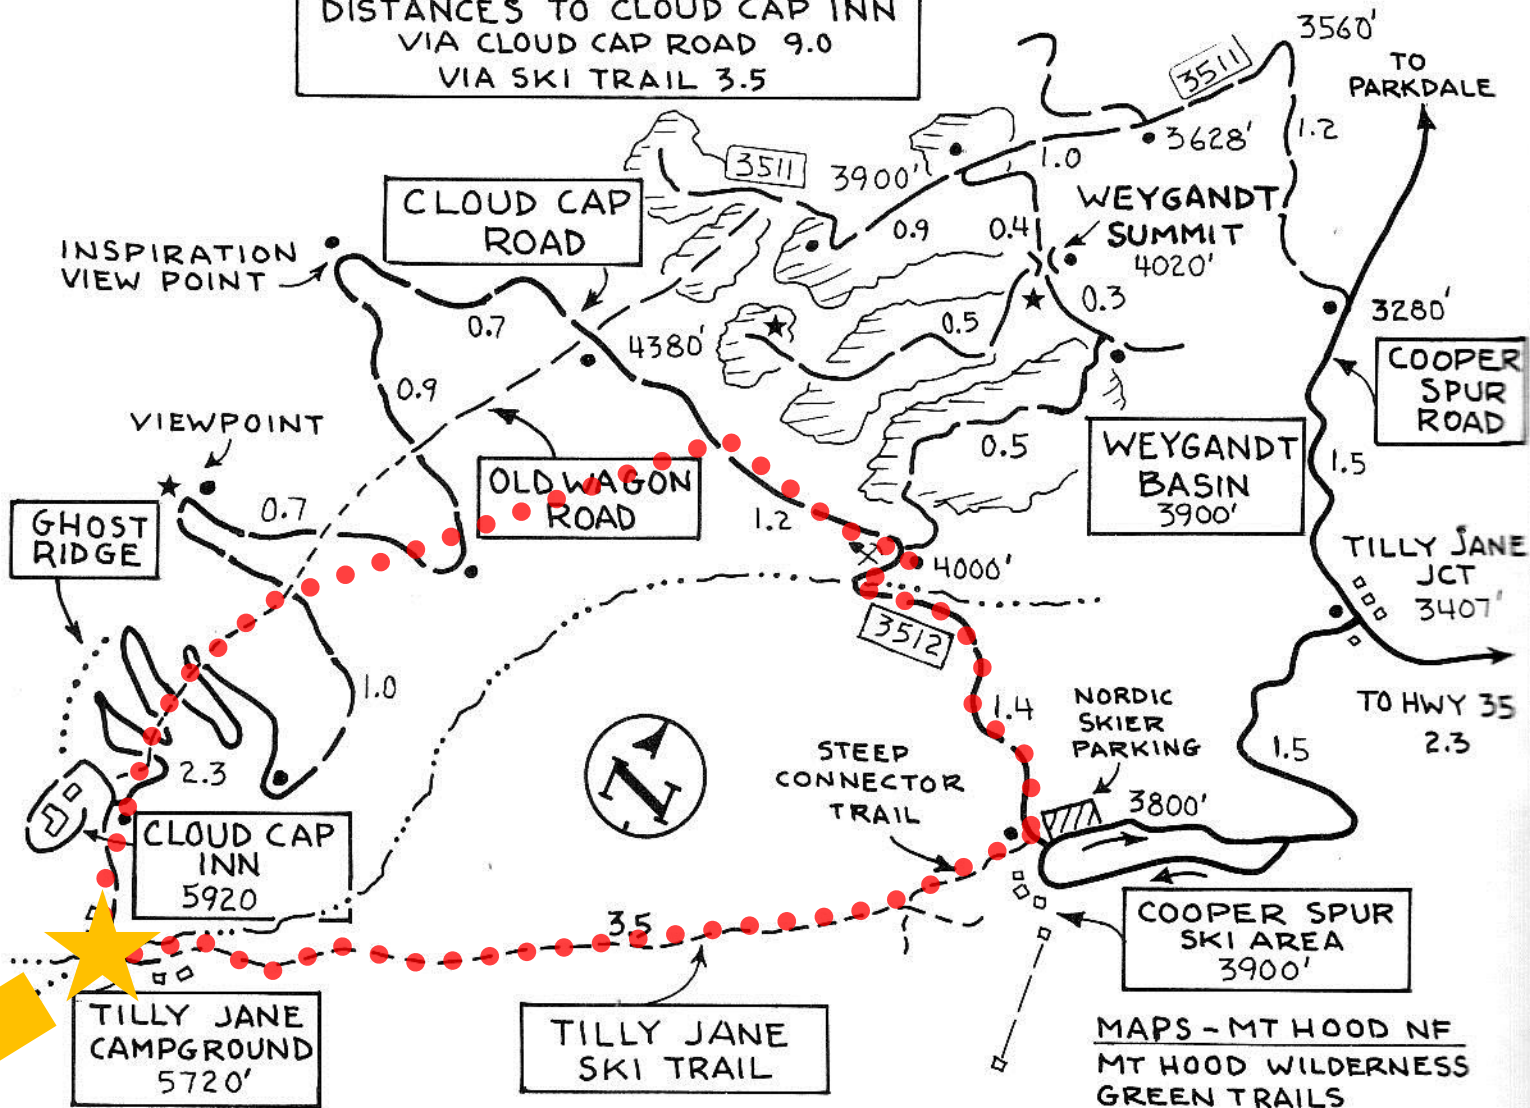 DISTANCES TO CLOUD CAP INN
VIA CLOUD CAP ROAD 9.0
VIA SKI TRAIL 3.5
3560'
TO
PARKDALE
3511
1.2
3628'
1.0
3511
3900'
CLOUD CAP
ROAD
0.9
0.4
WEYGANDT
SUMMIT
4020'
INSPIRATION
VIEW POINT
0.7
4380'
0.5
0.3
3280'
COOPER
SPUR
ROAD
0.9
VIEWPOINT
0.5
WEYGANDT
BASIN
3900'
1.5
OLD WAGON
ROAD
0.7
1.2
GHOST
RIDGE
4000'
TILLY JANE
JCT
3407'
3512
1.0
1.4
NORDIC
SKIER
PARKING
TO HWY 35
2.3
STEEP
CONNECTOR
TRAIL
1.5
2.3
N
3800'
CLOUD CAP
INN
5920
3.5
COOPER SPUR
SKI AREA
3900'
TILLY JANE
CAMPGROUND
5720'
TILLY JANE
SKI TRAIL
MAPS - MT HOOD NF
MT HOOD WILDERNESS
GREEN TRAILS